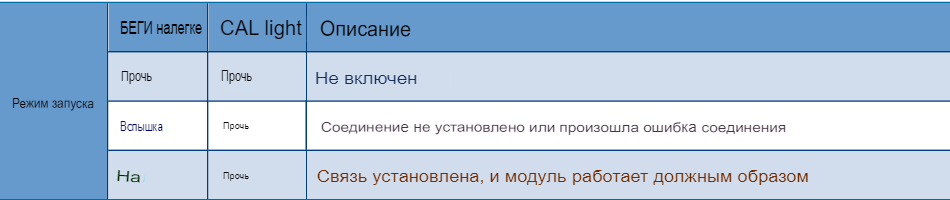 БЕГИ налегке CAL light Описание
Прочь Прочь Не включен
Режим запуска
Вспышка Прочь Соединение не установлено или произошла ошибка соединения
На Прочь Связь установлена, и модуль работает должным образом